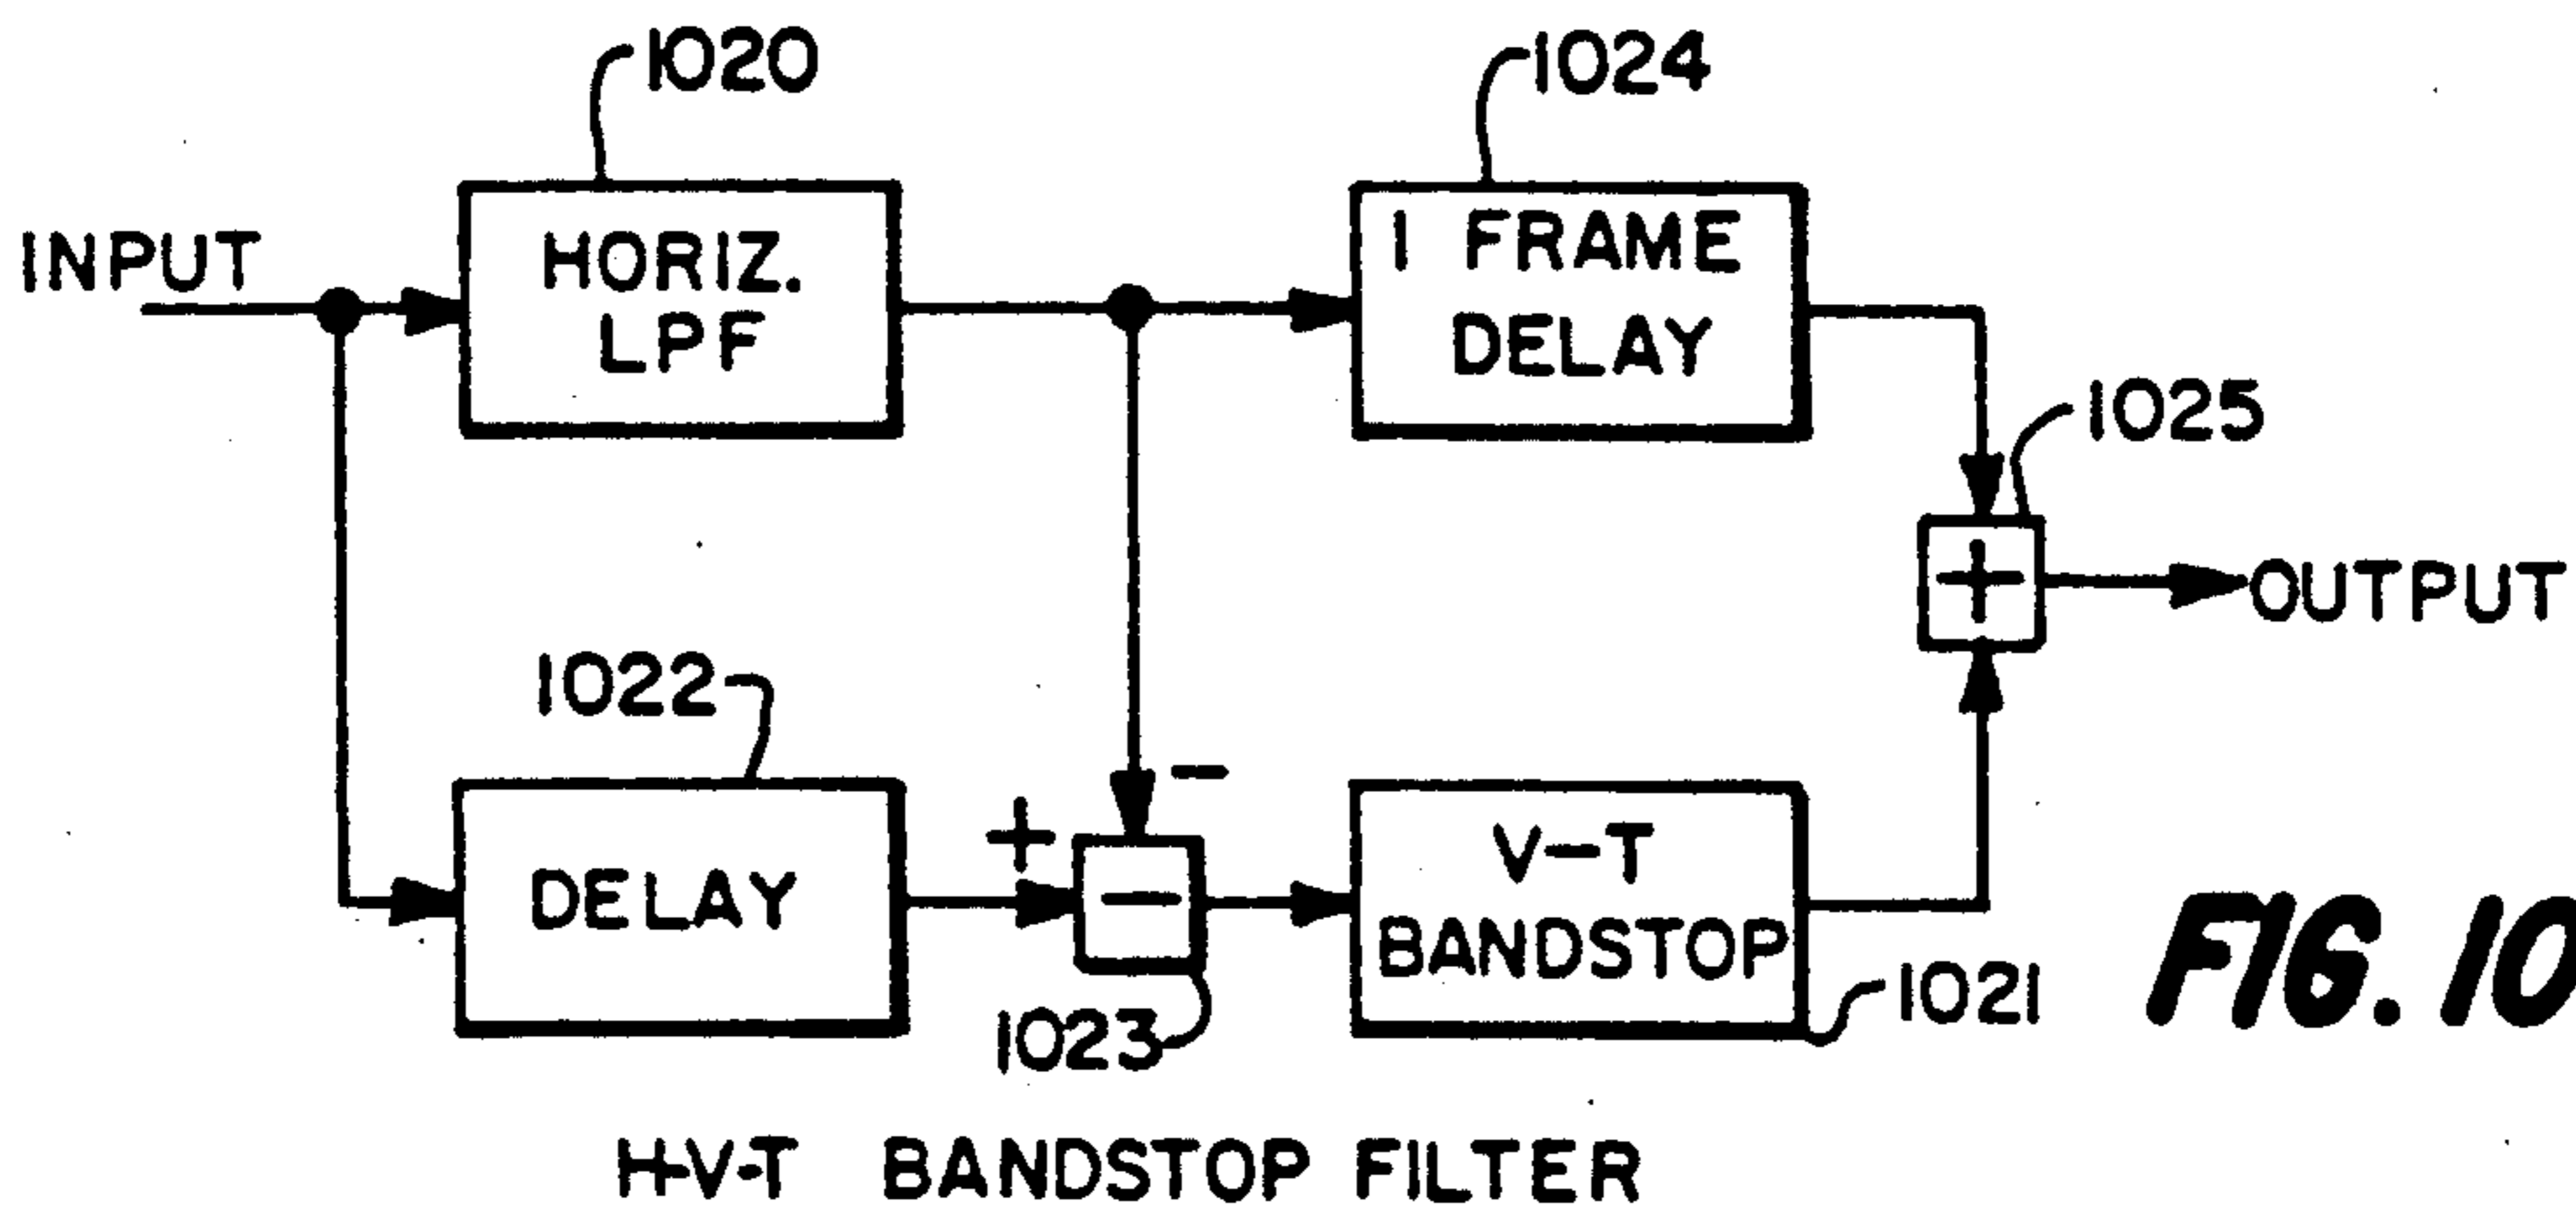 1020
1024
INPUT
HORIZ.
LPF
1 FRAME
DELAY
1025
+
OUTPUT
1022
DELAY
+
-
-
1023
V-T
BANDSTOP
1021
FIG. 10
H-V-T BANDSTOP FILTER